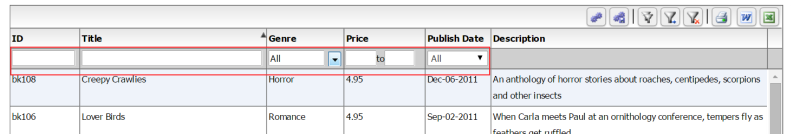 ID Title Genre Price Publish Date Description
All to All
bk108 Creepy Crawlies Horror 4.95 Dec-06-2011 An anthology of horror stories about roaches, centipedes, scorpions
and other insects
bk106 Lover Birds Romance 4.95 Sep-02-2011 When Carla meets Paul at an ornithology conference, tempers fly as
feathers get ruffled